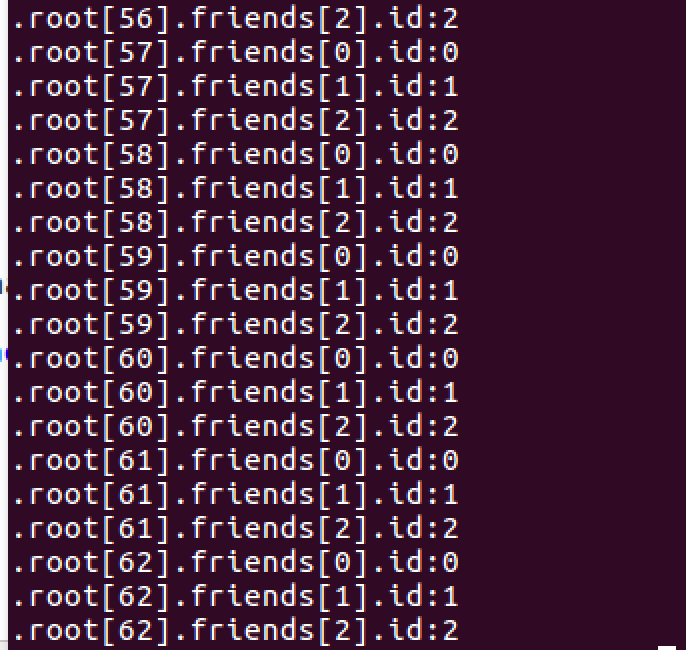 .root[56].friends[2].id:2
.root[57].friends[0].id:0
.root[57].friends[1].id:1
.root[57].friends[2].id:2
.root[58].friends[0].id:0
.root[58].friends[1].id:1
.root[58].friends[2].id:2
.root[59].friends[0].id:0
.root[59].friends[1].id:1
.root[59].friends[2].id:2
.root[60].friends[0].id:0
.root[60].friends[1].id:1
.root[60].friends[2].id:2
.root[61].friends[0].id:0
.root[61].friends[1].id:1
.root[61].friends[2].id:2
.root[62].friends[0].id:0
.root[62].friends[1].id:1
.root[62].friends[2].id:2